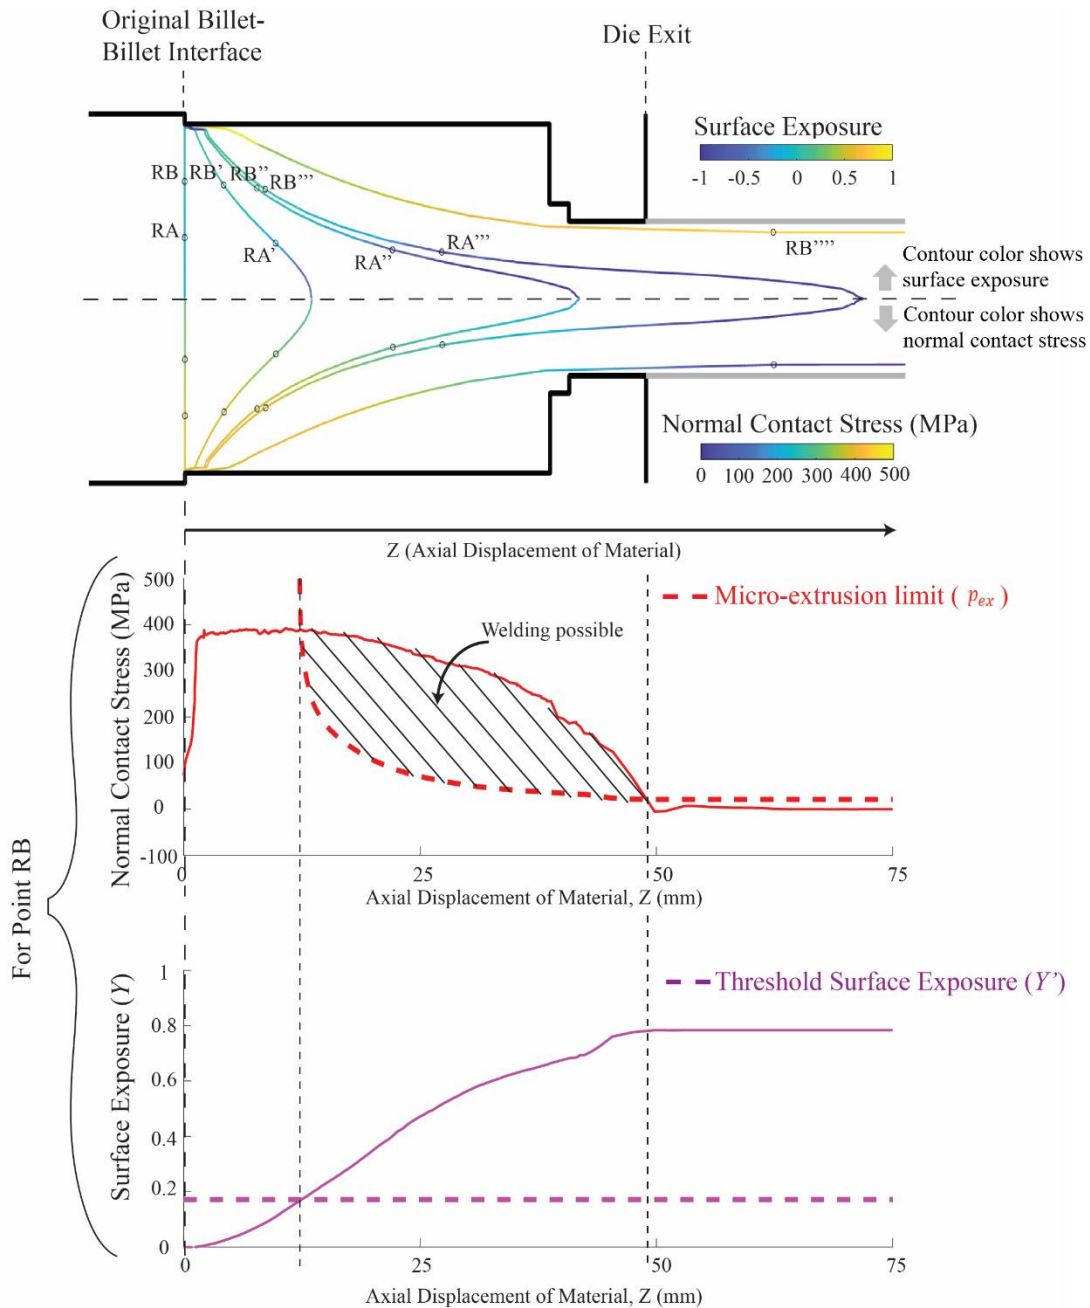 Original Billet-
Billet Interface
Die Exit
Surface Exposure
-1 -0.5 0 0.5 1
RB RB' RB'' RB'''
RA RA' RA'' RA''' RB''''
Contour color shows
surface exposure
Contour color shows
normal contact stress
Normal Contact Stress (MPa)
0 100 200 300 400 500
Z (Axial Displacement of Material)
For Point RB
Normal Contact Stress (MPa)
500
400
300
200
100
0
-100
Micro-extrusion limit ( pₑₓ)
Welding possible
0 25 50 75
Axial Displacement of Material, Z (mm)
Surface Exposure (Y)
1
0.8
0.6
0.4
0.2
0
Threshold Surface Exposure (Y’)
0 25 50 75
Axial Displacement of Material, Z (mm)